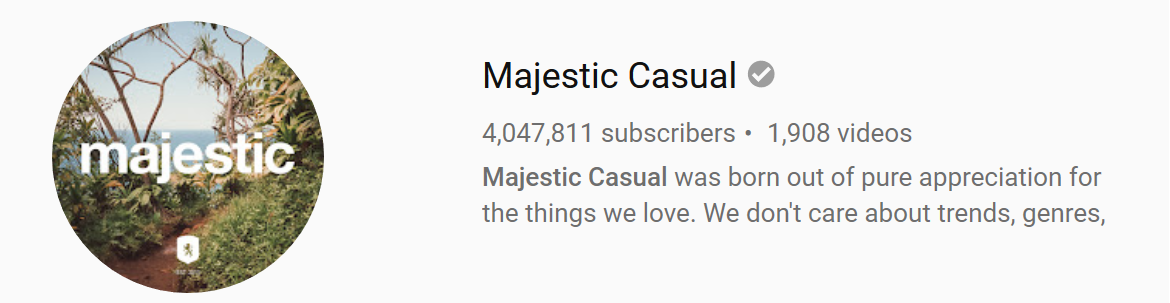 majestic
Majestic Casual
4,047,811 subscribers • 1,908 videos
Majestic Casual was born out of pure appreciation for
the things we love. We don't care about trends, genres,